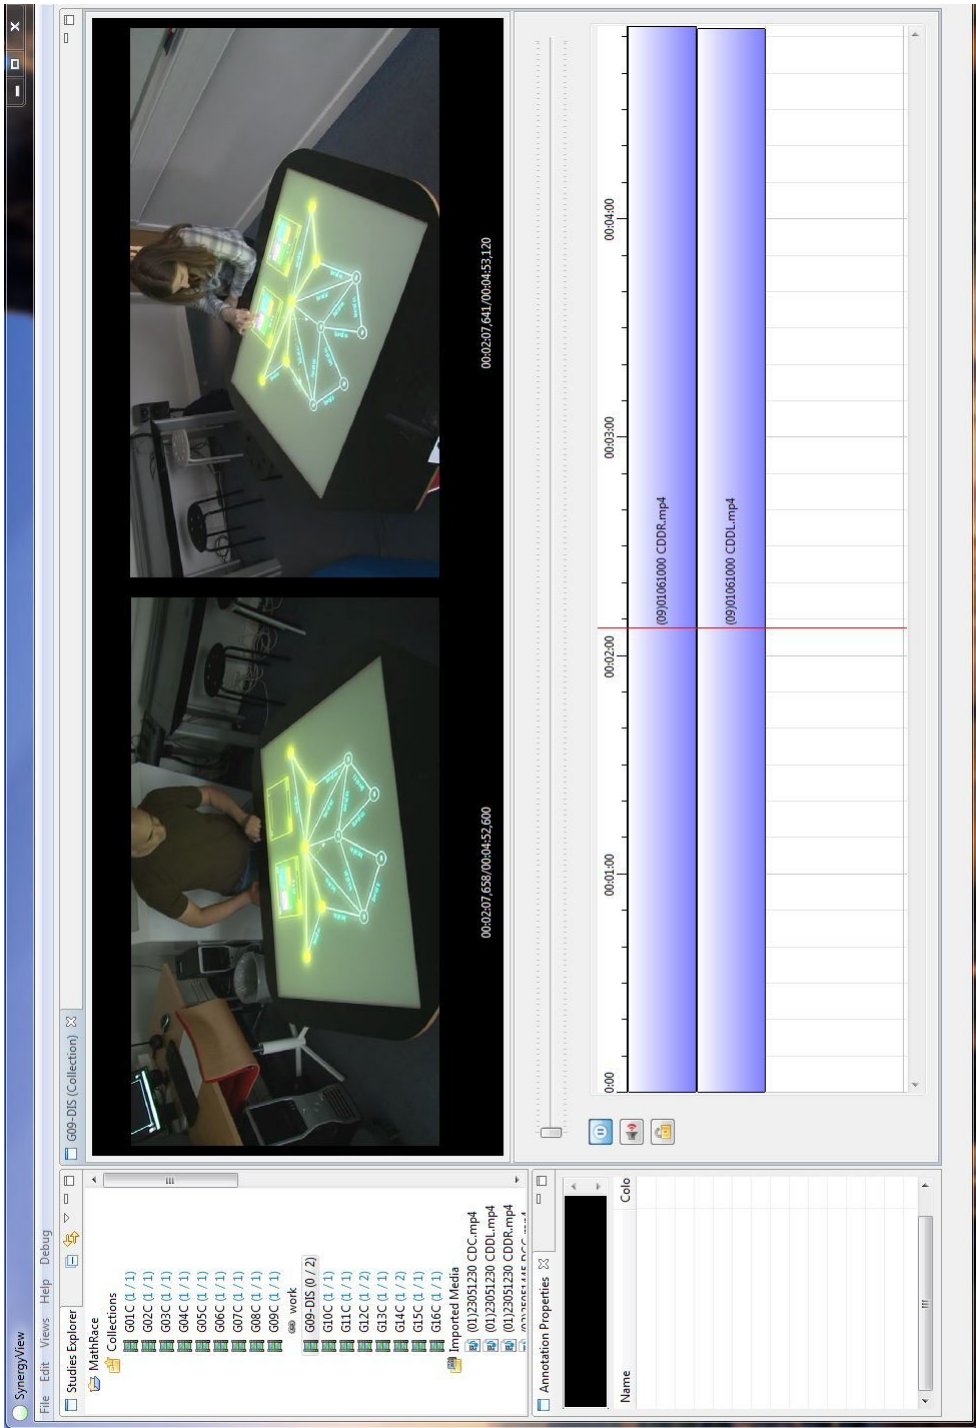 SynergyView
File Edit Views Help Debug
Studies Explorer
MathRace
Collections
G01C (1 / 1)
G02C (1 / 1)
G03C (1 / 1)
G04C (1 / 1)
G05C (1 / 1)
G06C (1 / 1)
G07C (1 / 1)
G08C (1 / 1)
G09C (1 / 1)
work
G09-DIS (0 / 2)
G10C (1 / 1)
G11C (1 / 1)
G12C (1 / 2)
G13C (1 / 1)
G14C (1 / 2)
G15C (1 / 1)
G16C (1 / 1)
Imported Media
(01)23051230 CDC.mp4
(01)23051230 CDDL.mp4
(01)23051230 CDDR.mp4
Annotation Properties
Name Colo
G09-DIS (Collection)
00:02:07,658/00:04:52,600
00:02:07,641/00:04:53,120
0:00 00:01:00 00:02:00 00:03:00 00:04:00
(09)01061000 CDDR.mp4
(09)01061000 CDDL.mp4